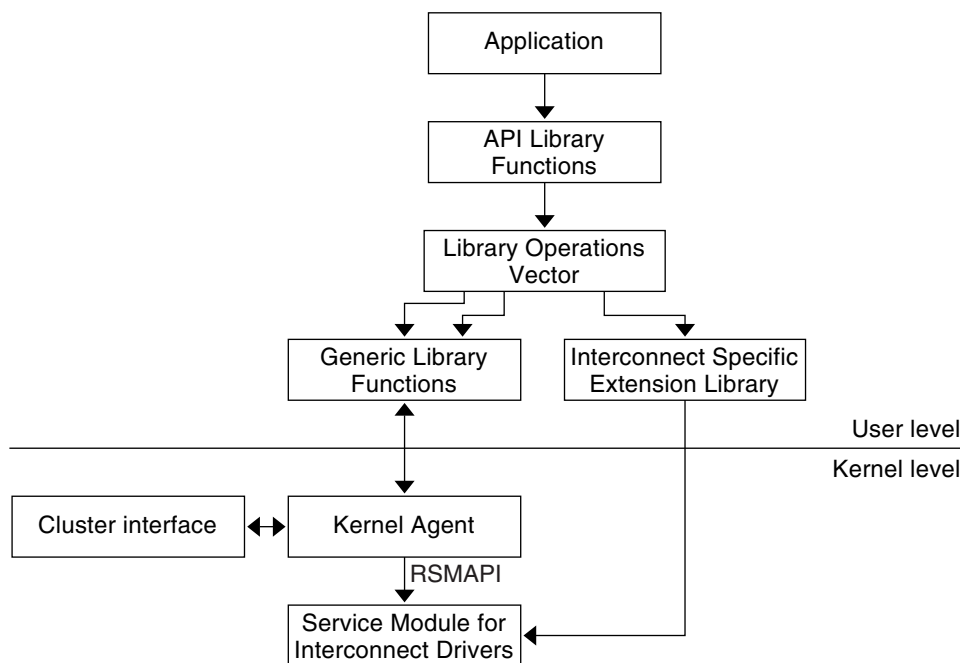 Application
API Library
Functions
Library Operations
Vector
Generic Library
Functions
Interconnect Specific
Extension Library
User level
Kernel level
Cluster interface
Kernel Agent
RSMAPI
Service Module for
Interconnect Drivers